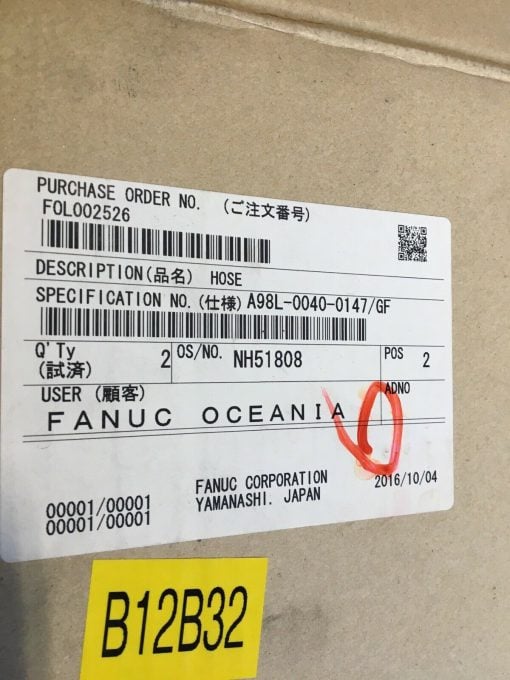 PURCHASE ORDER NO. (ご注文番号)
FOL002526
DESCRIPTION(品名) HOSE
SPECIFICATION NO.(仕様) A98L-0040-0147/GF
Q'Ty (試済) 2 OS/NO. NH51808 POS 2
USER (顧客) ADNO
FANUC OCEANIA
FANUC CORPORATION 2016/10/04
YAMANASHI. JAPAN
00001/00001
00001/00001
B12B32